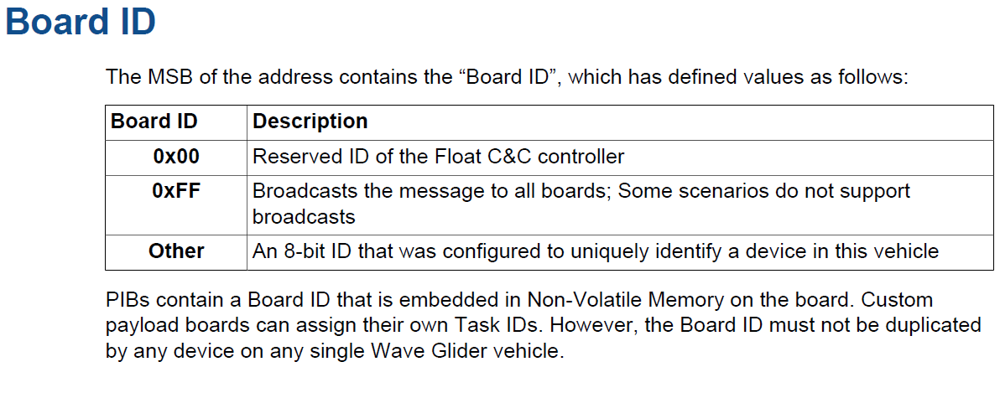 Board ID
The MSB of the address contains the “Board ID”, which has defined values as follows:
Board ID Description
0x00 Reserved ID of the Float C&C controller
0xFF Broadcasts the message to all boards; Some scenarios do not support
broadcasts
Other An 8-bit ID that was configured to uniquely identify a device in this vehicle
PIBs contain a Board ID that is embedded in Non-Volatile Memory on the board. Custom
payload boards can assign their own Task IDs. However, the Board ID must not be duplicated
by any device on any single Wave Glider vehicle.